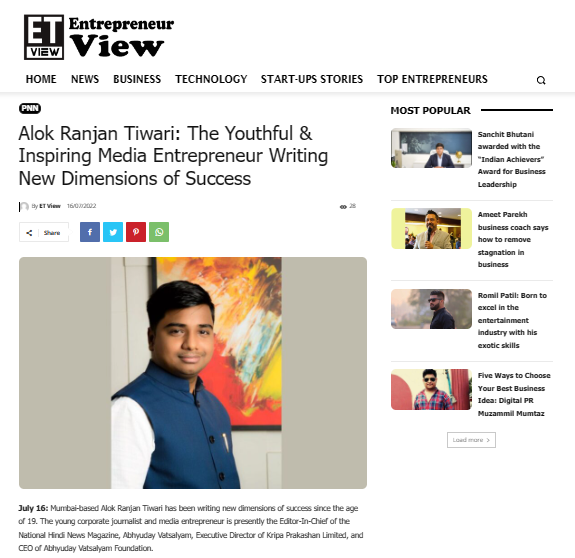 ET
VIEW
Entrepreneur
View
HOME NEWS BUSINESS TECHNOLOGY START-UPS STORIES TOP ENTREPRENEURS
PNN
Alok Ranjan Tiwari: The Youthful &
Inspiring Media Entrepreneur Writing
New Dimensions of Success
By ET View 16/07/2022 28
Share
July 16: Mumbai-based Alok Ranjan Tiwari has been writing new dimensions of success since the age
of 19. The young corporate journalist and media entrepreneur is presently the Editor-In-Chief of the
National Hindi News Magazine, Abhyuday Vatsalyam, Executive Director of Kripa Prakashan Limited, and
CEO of Abhyuday Vatsalyam Foundation.
MOST POPULAR
Sanchit Bhutani
awarded with the
“Indian Achievers”
Award for Business
Leadership
Ameet Parekh
business coach says
how to remove
stagnation in
business
Romil Patil: Born to
excel in the
entertainment
industry with his
exotic skills
Five Ways to Choose
Your Best Business
Idea: Digital PR
Muzammil Mumtaz
Load more